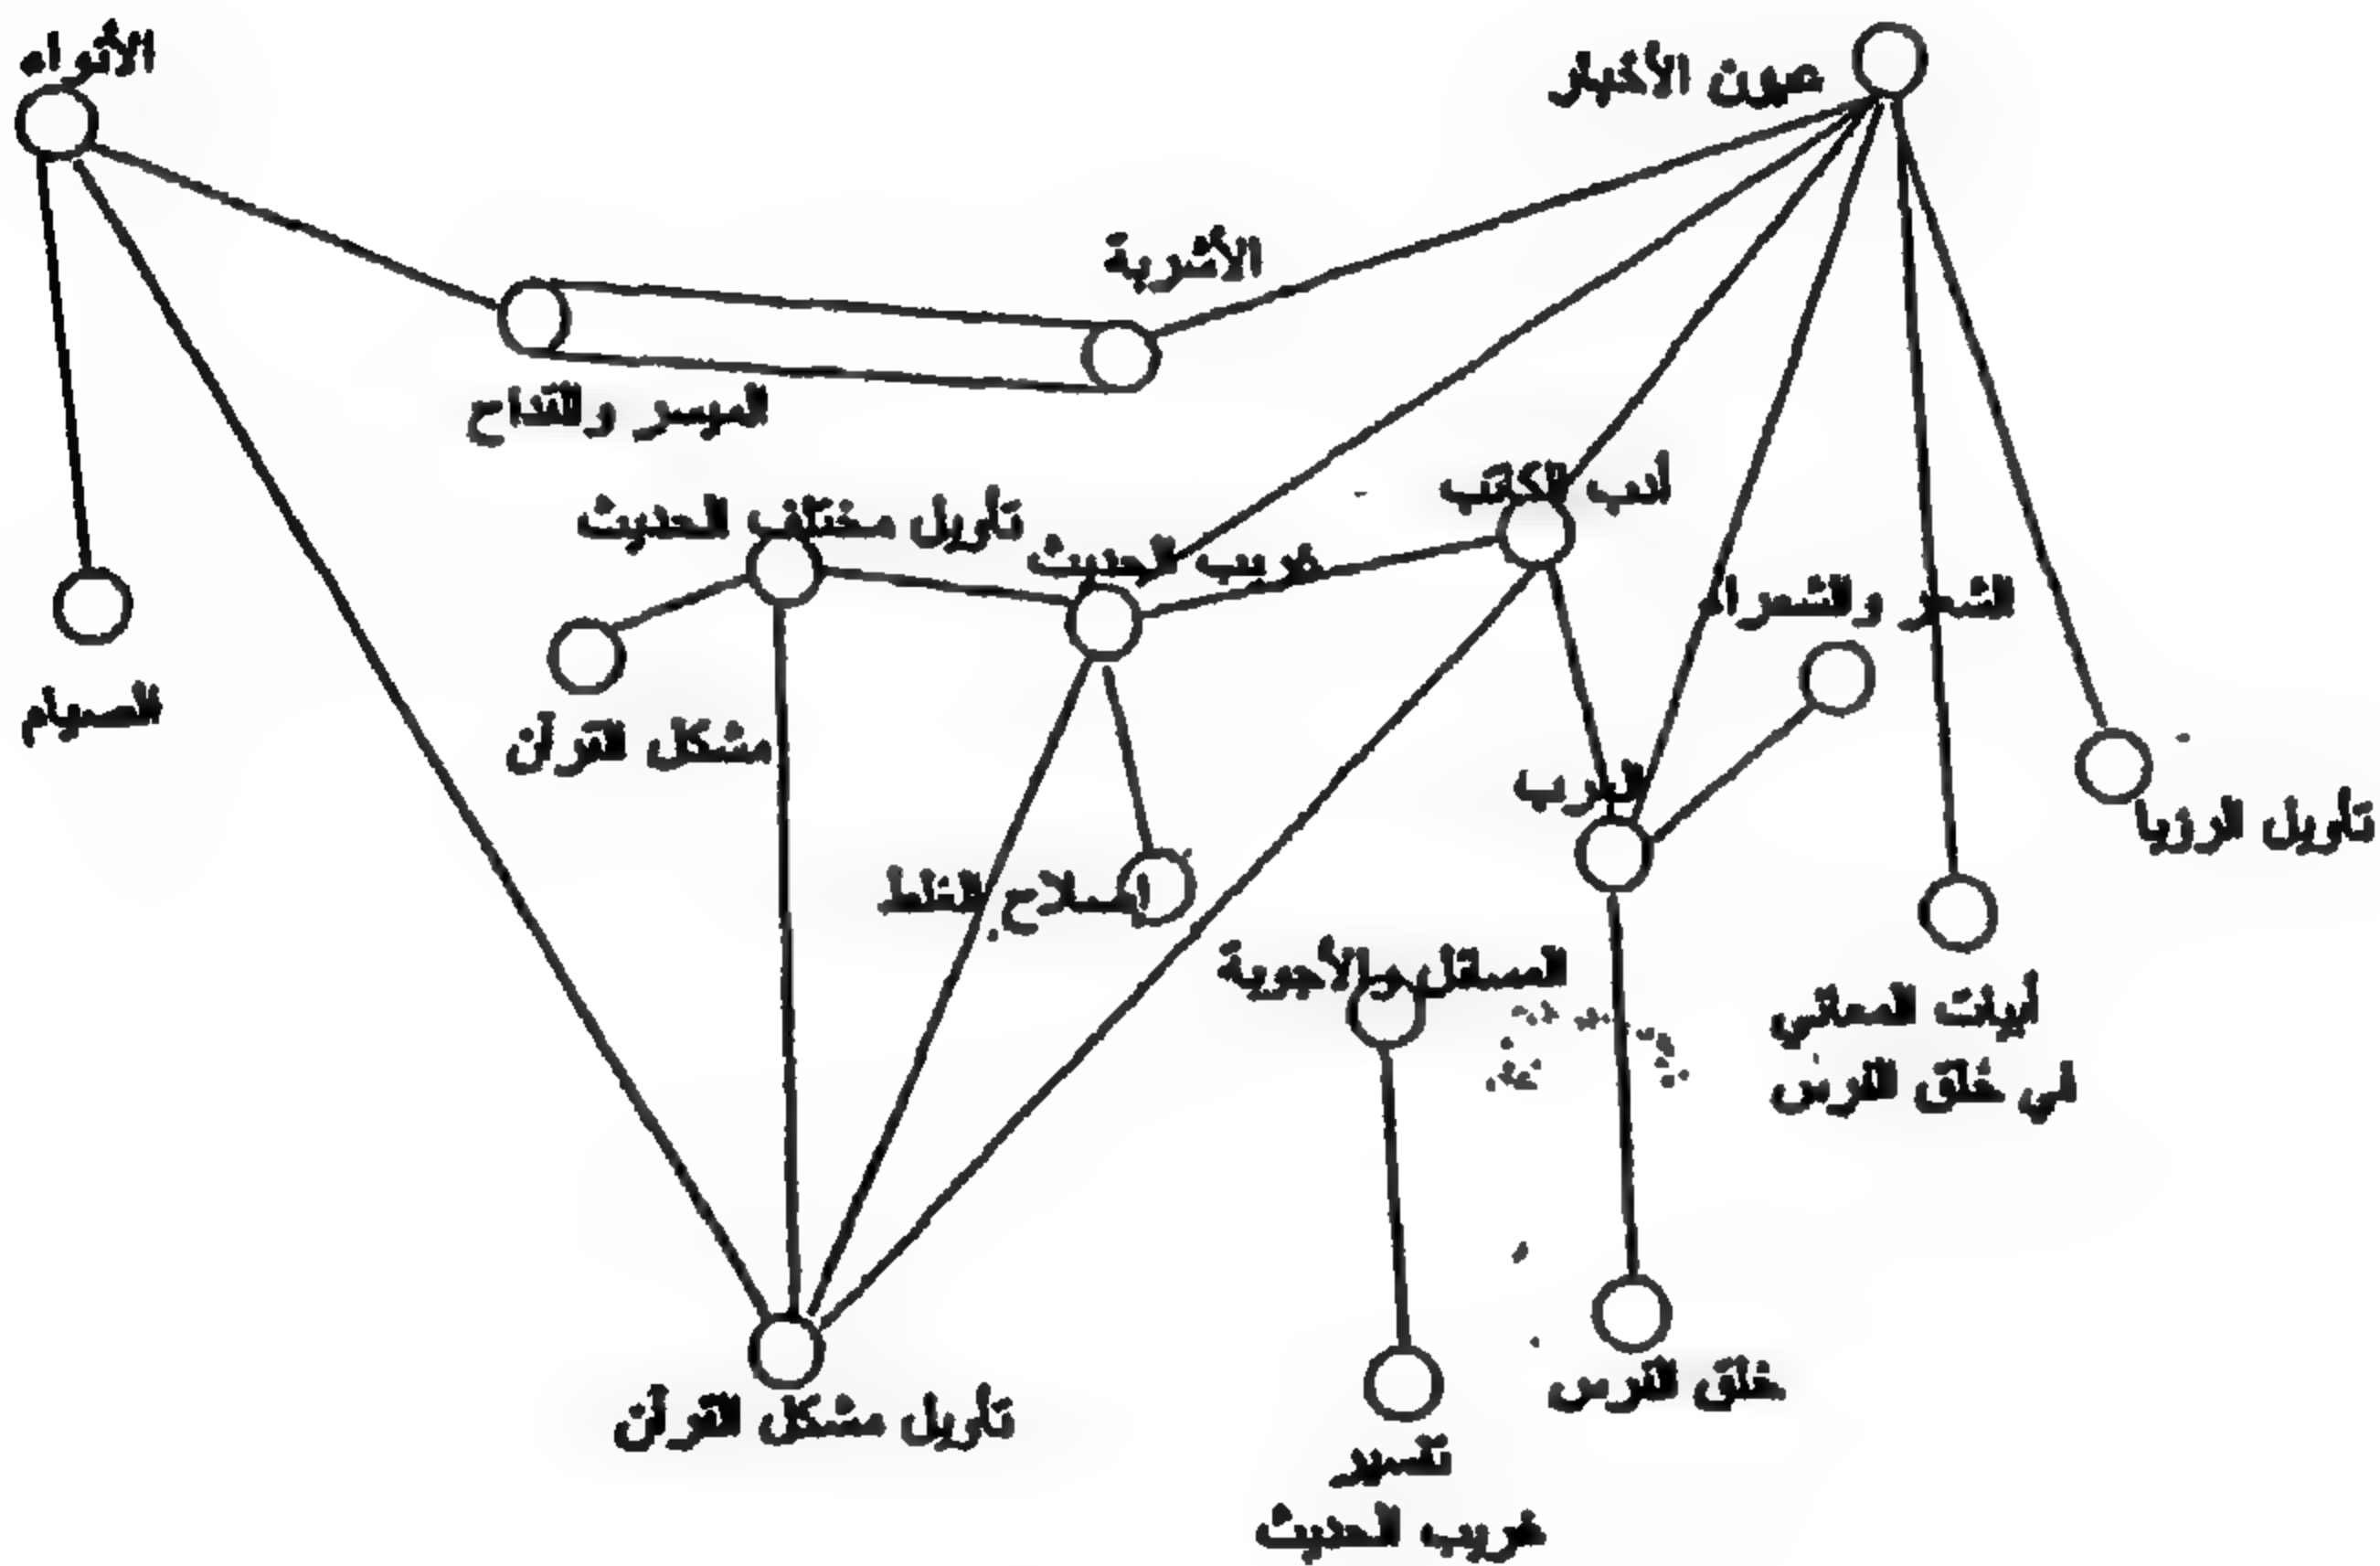 الأنواء
عيون الأخبار
الأشربة
الميسر والقداح
أدب الكاتب
تأويل مختلف الحديث
غريب الحديث
الشعر والشعراء
الصيام
مشكل القرآن
العرب
تأويل الرؤيا
إصلاح الغلط
المسائل والأجوبة
أبيات المعاني
في خلق الفرس
خلق الفرس
تأويل مشكل القرآن
تفسير
غريب الحديث